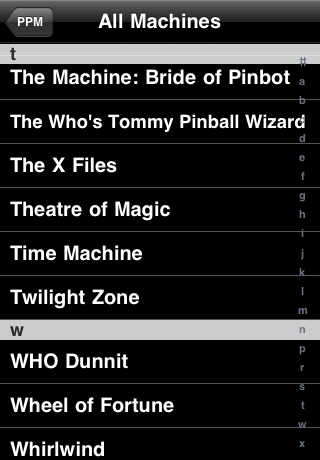 PPM
All Machines
t
The Machine: Bride of Pinbot
The Who's Tommy Pinball Wizard
The X Files
Theatre of Magic
Time Machine
Twilight Zone
w
WHO Dunnit
Wheel of Fortune
Whirlwind
#
a
b
d
e
f
g
h
i
j
k
l
m
n
p
r
s
t
w
x